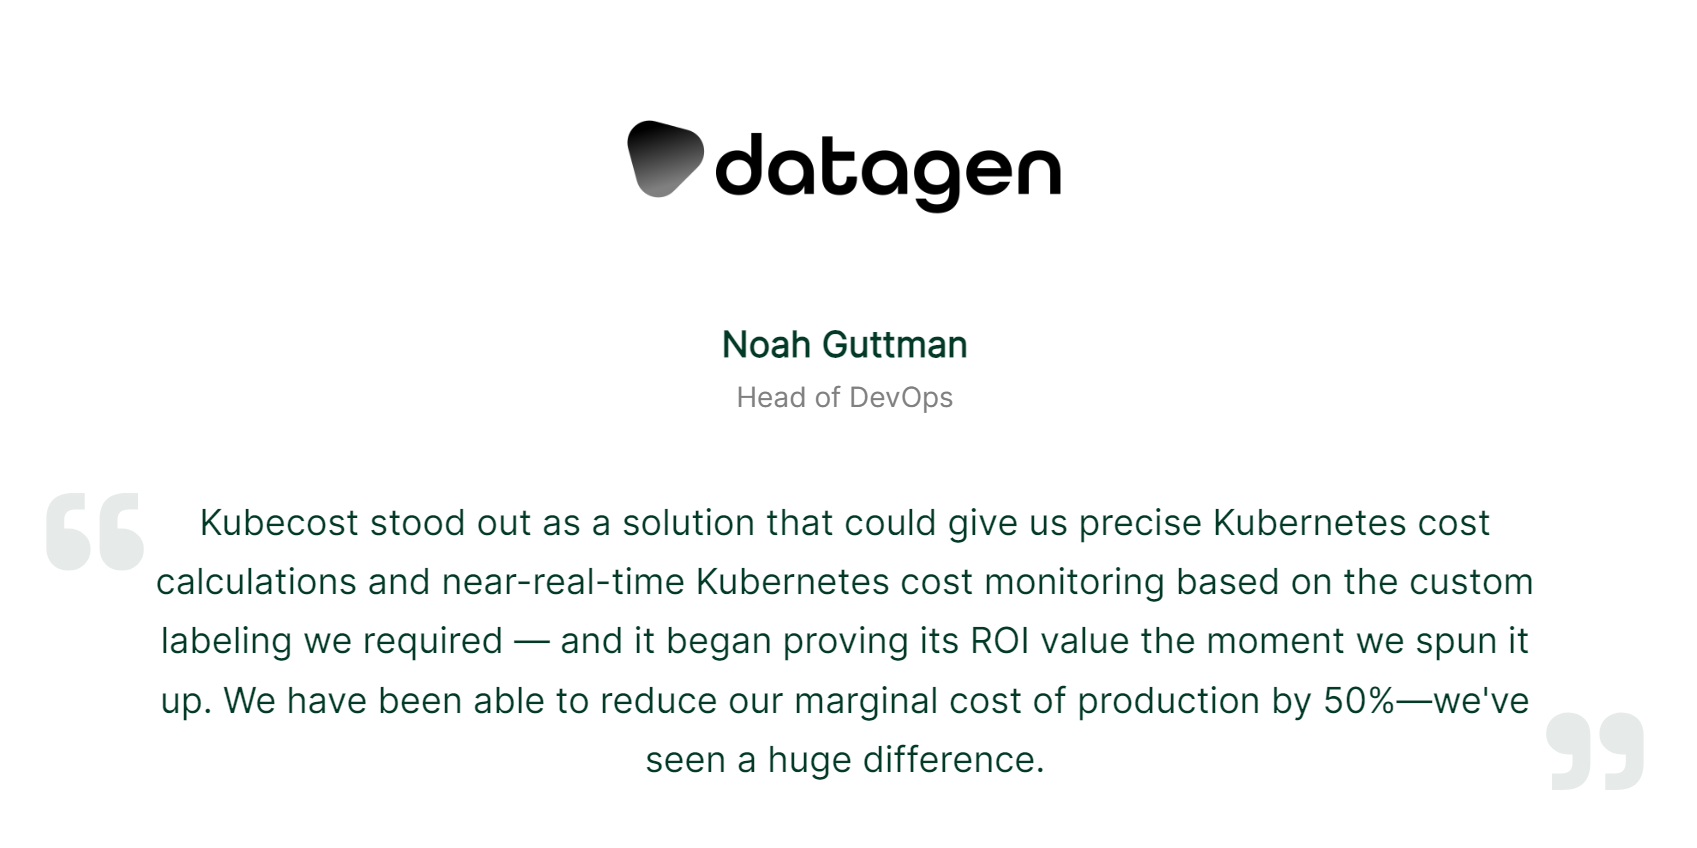 datagen
Noah Guttman
Head of DevOps
Kubecost stood out as a solution that could give us precise Kubernetes cost
calculations and near-real-time Kubernetes cost monitoring based on the custom
labeling we required — and it began proving its ROI value the moment we spun it
up. We have been able to reduce our marginal cost of production by 50%—we've
seen a huge difference.